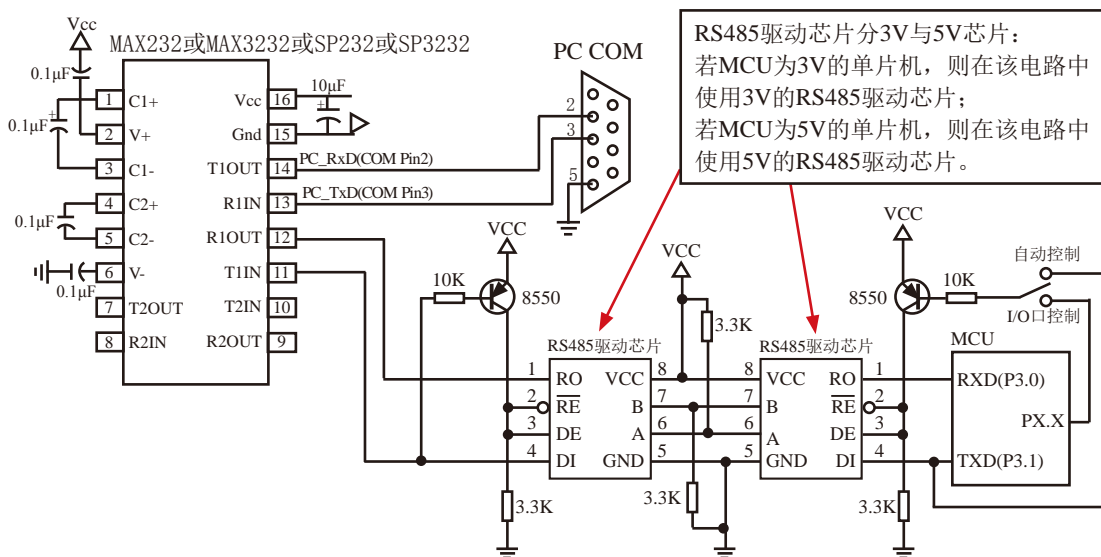 Vcc
MAX232或MAX3232或SP232或SP3232
0.1μF
0.1μF
0.1μF
0.1μF
1 C1+
2 V+
3 C1-
4 C2+
5 C2-
6 V-
7 T2OUT
8 R2IN
Vcc 16
Gnd 15
T1OUT 14
R1IN 13
R1OUT 12
T1IN 11
T2IN 10
R2OUT 9
+
+
+
10μF
PC_RxD(COM Pin2)
PC_TxD(COM Pin3)
PC COM
2
3
5
RS485驱动芯片分3V与5V芯片：
若MCU为3V的单片机，则在该电路中
使用3V的RS485驱动芯片；
若MCU为5V的单片机，则在该电路中
使用5V的RS485驱动芯片。
VCC
10K
8550
VCC
3.3K
VCC
8550
10K
自动控制
I/O口控制
RS485驱动芯片
1 RO
2 RE
3 DE
4 DI
VCC 8
B 7
A 6
GND 5
3.3K
3.3K
RS485驱动芯片
8 VCC
7 B
6 A
5 GND
RO 1
RE 2
DE 3
DI 4
3.3K
MCU
RXD(P3.0)
PX.X
TXD(P3.1)